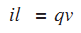 il = qv